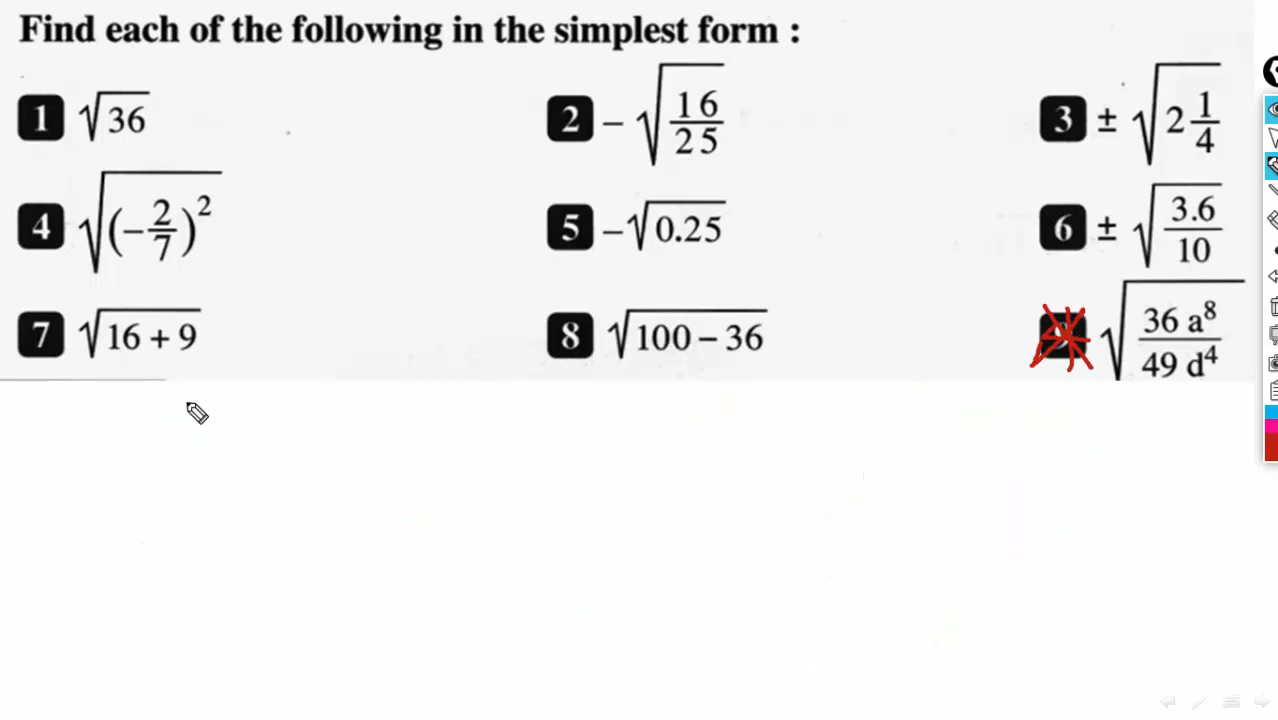 Find each of the following in the simplest form :
1 √36 2 – √(16/25) 3 ± √(2 1/4)
4 √((–2/7)²) 5 –√0.25 6 ± √(3.6/10)
7 √(16 + 9) 8 √(100 – 36) √(36 a⁸/49 d⁴)